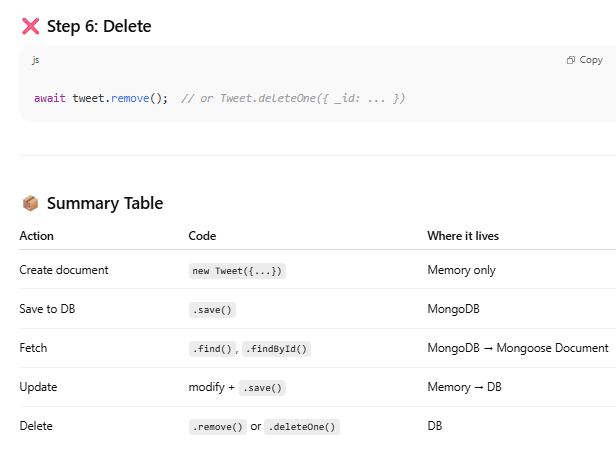 ❌ Step 6: Delete
js
Copy
await tweet.remove();  // or Tweet.deleteOne({ _id: ... })
📦 Summary Table
Action Code Where it lives
Create document new Tweet({...}) Memory only
Save to DB .save() MongoDB
Fetch .find(), .findById() MongoDB → Mongoose Document
Update modify + .save() Memory → DB
Delete .remove() or .deleteOne() DB